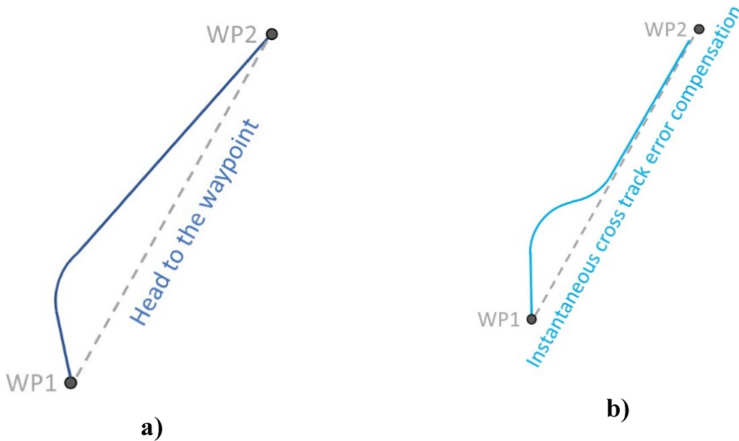 WP2
Head to the waypoint
WP1
a)
WP2
Instantaneous cross track error compensation
WP1
b)